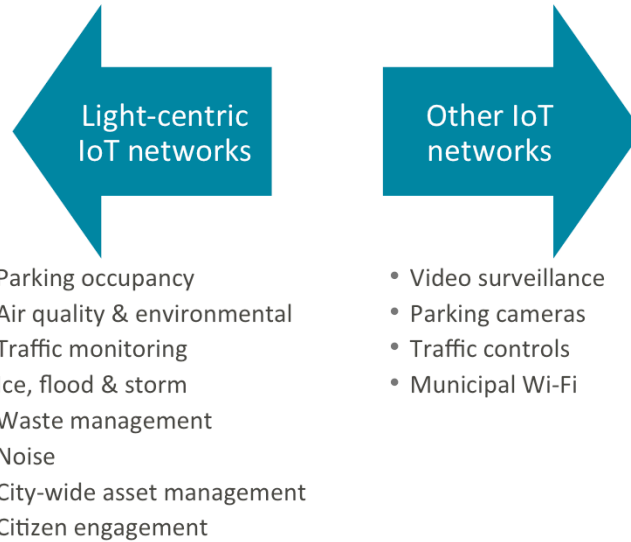 Light-centric
IoT networks
Other IoT
networks
Parking occupancy
Air quality & environmental
Traffic monitoring
Ice, flood & storm
Waste management
Noise
City-wide asset management
Citizen engagement
• Video surveillance
• Parking cameras
• Traffic controls
• Municipal Wi-Fi